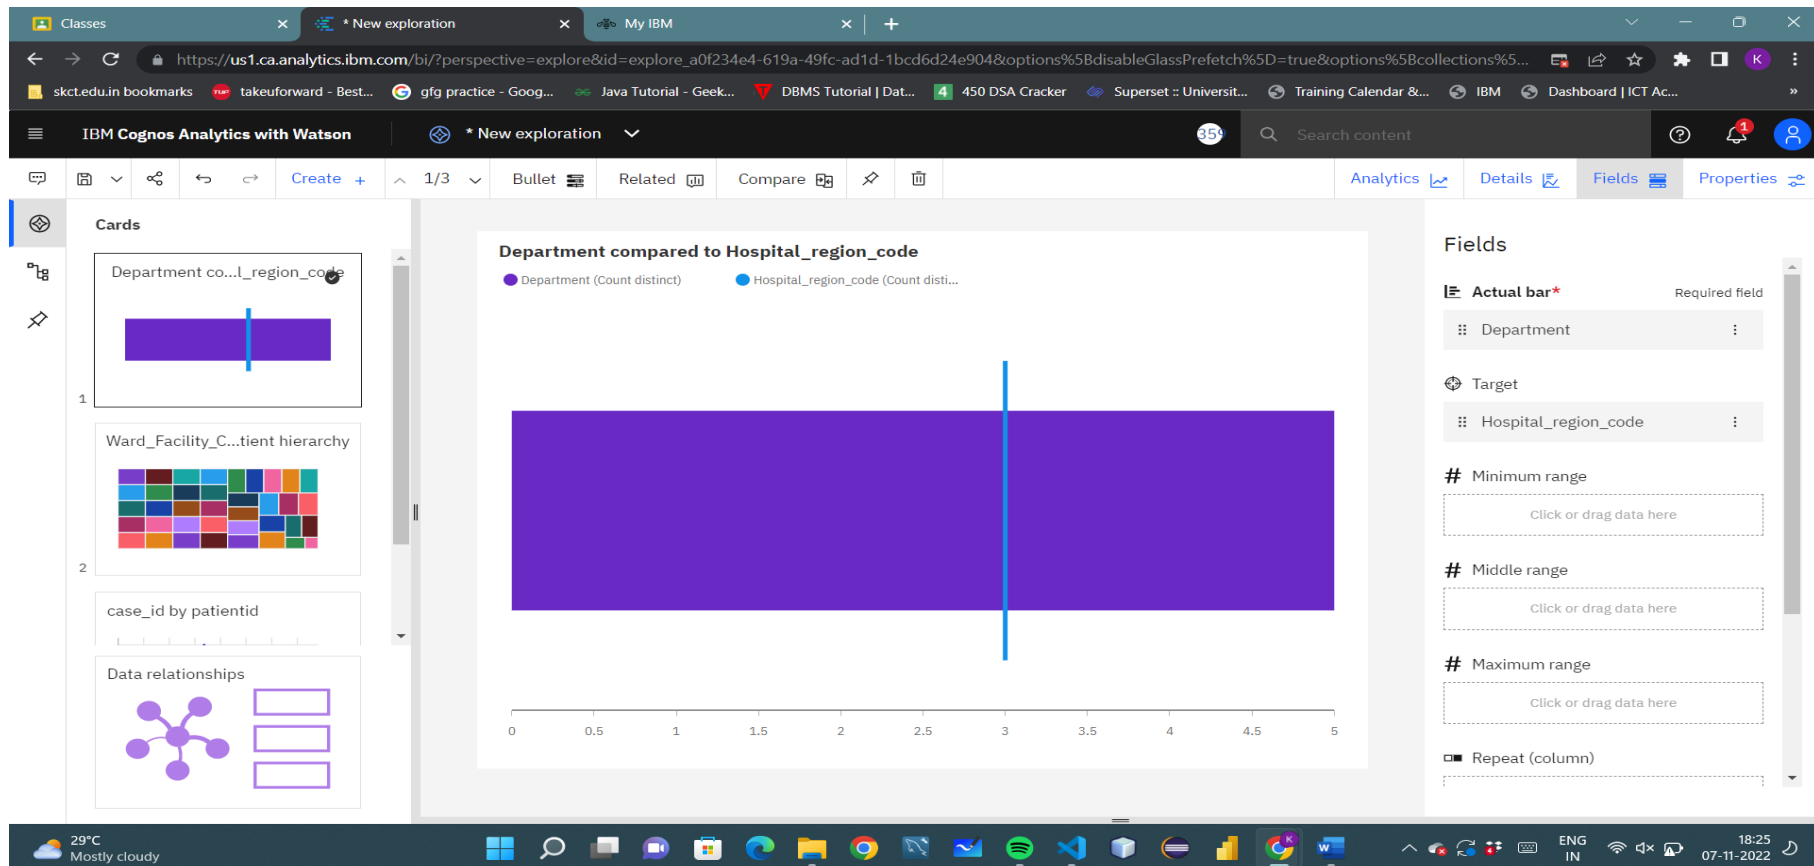 Classes
* New exploration
My IBM
https://us1.ca.analytics.ibm.com/bi/?perspective=explore&id=explore_a0f234e4-619a-49fc-ad1d-1bcd6d24e904&options%5BdisableGlassPrefetch%5D=true&options%5Bcollections%5...
K
skct.edu.in bookmarks
takeuforward - Best...
gfg practice - Goog...
Java Tutorial - Geek...
DBMS Tutorial | Dat...
450 DSA Cracker
Superset :: Universit...
Training Calendar &...
IBM
Dashboard | ICT Ac...
IBM Cognos Analytics with Watson
* New exploration
Search content
1
Create +
1/3
Bullet
Related
Compare
Analytics
Details
Fields
Properties
Cards
Department co...l_region_code
1
Ward_Facility_C...tient hierarchy
2
case_id by patientid
Data relationships
Department compared to Hospital_region_code
Department (Count distinct)
Hospital_region_code (Count disti...
0 0.5 1 1.5 2 2.5 3 3.5 4 4.5 5
Fields
Actual bar*
Required field
Department
Target
Hospital_region_code
# Minimum range
Click or drag data here
# Middle range
Click or drag data here
# Maximum range
Click or drag data here
Repeat (column)
29°C
Mostly cloudy
ENG
IN
18:25
07-11-2022